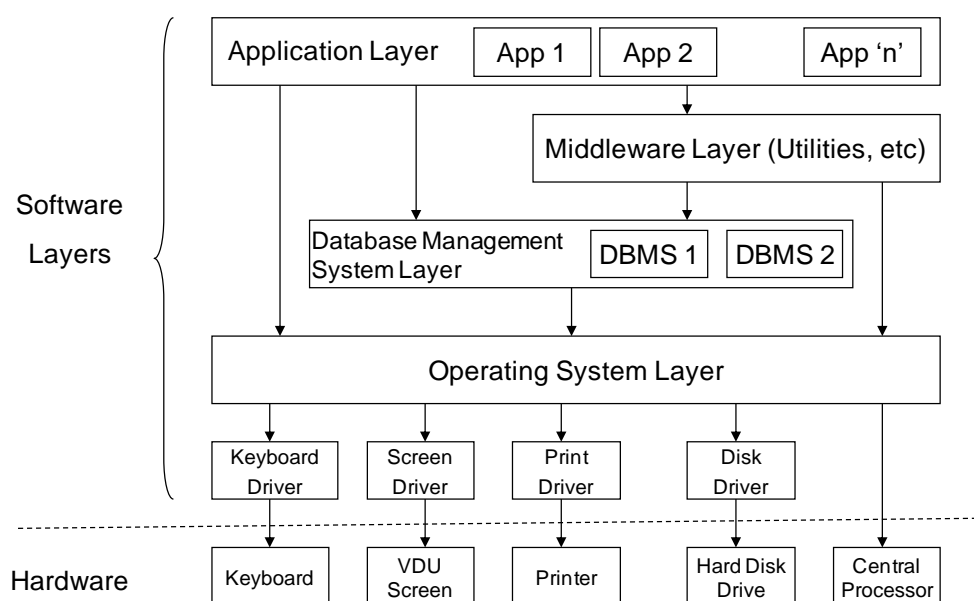 Application Layer
App 1
App 2
App ‘n’
Middleware Layer (Utilities, etc)
Software
Layers
Database Management
System Layer
DBMS 1
DBMS 2
Operating System Layer
Keyboard
Driver
Screen
Driver
Print
Driver
Disk
Driver
Hardware
Keyboard
VDU
Screen
Printer
Hard Disk
Drive
Central
Processor